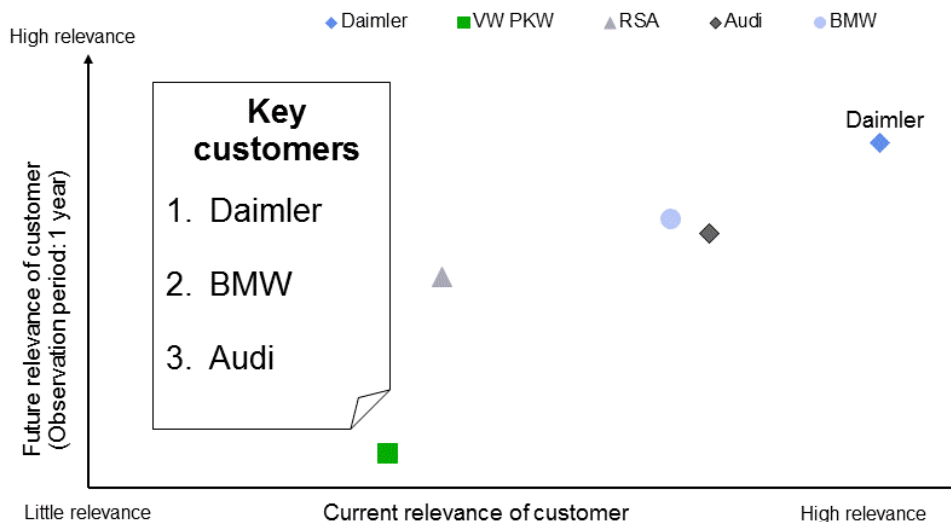 Daimler VW PKW RSA Audi BMW
High relevance
Key
customers
1. Daimler
2. BMW
3. Audi
Daimler
Future relevance of customer
(Observation period: 1 year)
Little relevance
Current relevance of customer
High relevance